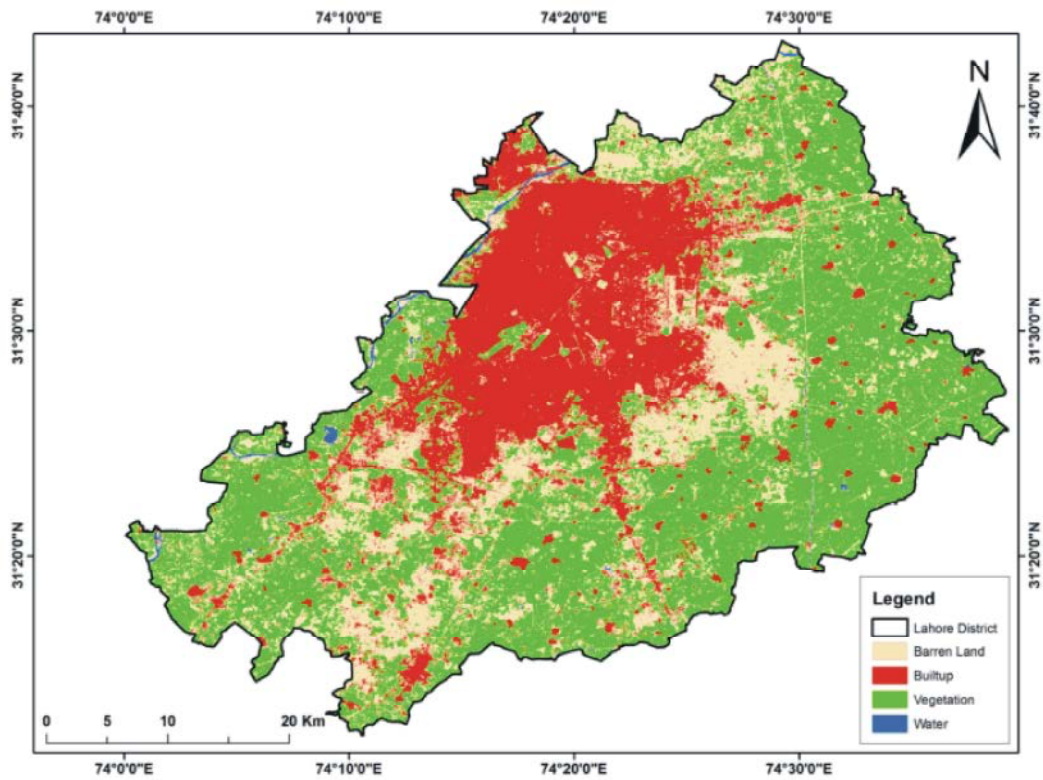 74°0'0"E 74°10'0"E 74°20'0"E 74°30'0"E
N
31°40'0"N 31°40'0"N
31°30'0"N 31°30'0"N
31°20'0"N 31°20'0"N
Legend
Lahore District
Barren Land
Builtup
Vegetation
Water
0 5 10 20 Km
74°0'0"E 74°10'0"E 74°20'0"E 74°30'0"E